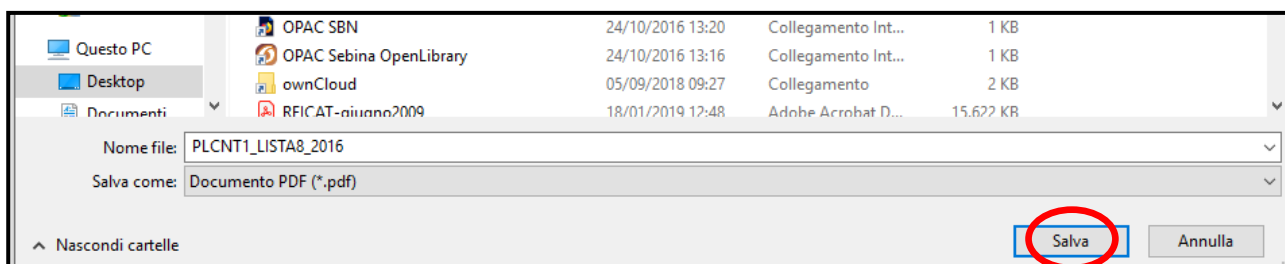 OPAC SBN 24/10/2016 13:20 Collegamento Int... 1 KB
Questo PC
OPAC Sebina OpenLibrary 24/10/2016 13:16 Collegamento Int... 1 KB
Desktop
ownCloud 05/09/2018 09:27 Collegamento 2 KB
Documenti
REICAT-giugno2009 18/01/2019 12:48 Adobe Acrobat D... 15.622 KB
Nome file: PLCNT1_LISTA8_2016
Salva come: Documento PDF (*.pdf)
Nascondi cartelle
Salva
Annulla